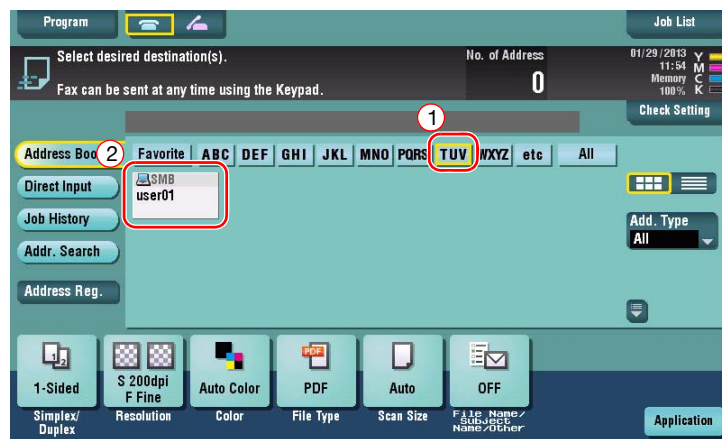 Program
Job List
Select desired destination(s).
No. of Address
01/29/2013
11:54
Memory
100%
Y
M
C
K
Fax can be sent at any time using the Keypad.
0
Check Setting
1
Address Boo
2
Favorite ABC DEF GHI JKL MNO PQRS TUV WXYZ etc All
Direct Input
SMB
user01
Job History
Add. Type
All
Addr. Search
Address Reg.
1-Sided
S 200dpi
F Fine
Auto Color
PDF
PDF
Auto
OFF
Simplex/
Duplex
Resolution
Color
File Type
Scan Size
File Name/
Subject
Name/Other
Application